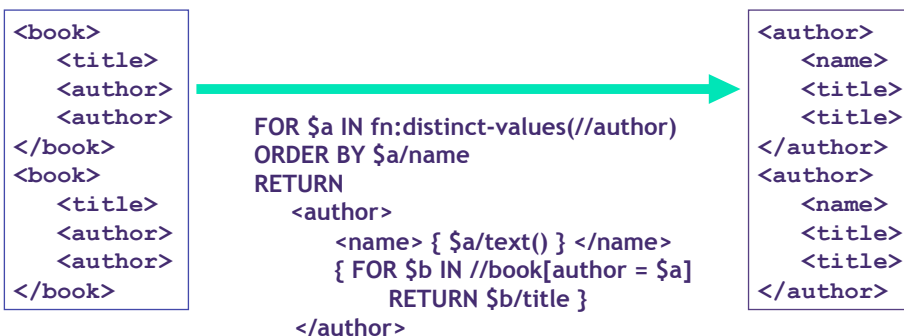 <book>
<title>
<author>
<author>
</book>
<book>
<title>
<author>
<author>
</book>
FOR $a IN fn:distinct-values(//author)
ORDER BY $a/name
RETURN
<author>
<name> { $a/text() } </name>
{ FOR $b IN //book[author = $a]
RETURN $b/title }
</author>
<author>
<name>
<title>
<title>
</author>
<author>
<name>
<title>
<title>
</author>